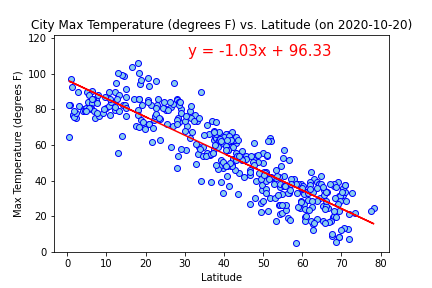 City Max Temperature (degrees F) vs. Latitude (on 2020-10-20)
y = -1.03x + 96.33
Max Temperature (degrees F)
120
100
80
60
40
20
0
0 10 20 30 40 50 60 70 80
Latitude